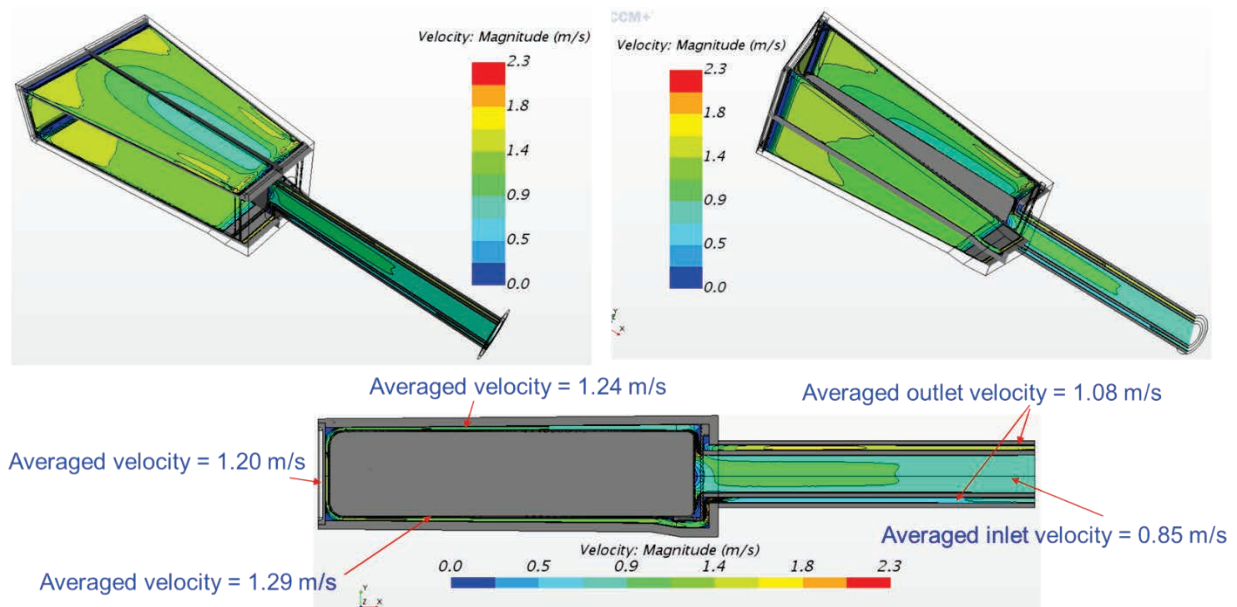 Velocity: Magnitude (m/s)
2.3
1.8
1.4
0.9
0.5
0.0
CCM+
Velocity: Magnitude (m/s)
2.3
1.8
1.4
0.9
0.5
0.0
Y
Z
X
Averaged velocity = 1.24 m/s
Averaged outlet velocity = 1.08 m/s
Averaged velocity = 1.20 m/s
Averaged inlet velocity = 0.85 m/s
Averaged velocity = 1.29 m/s
Velocity: Magnitude (m/s)
0.0 0.5 0.9 1.4 1.8 2.3
Y
Z X